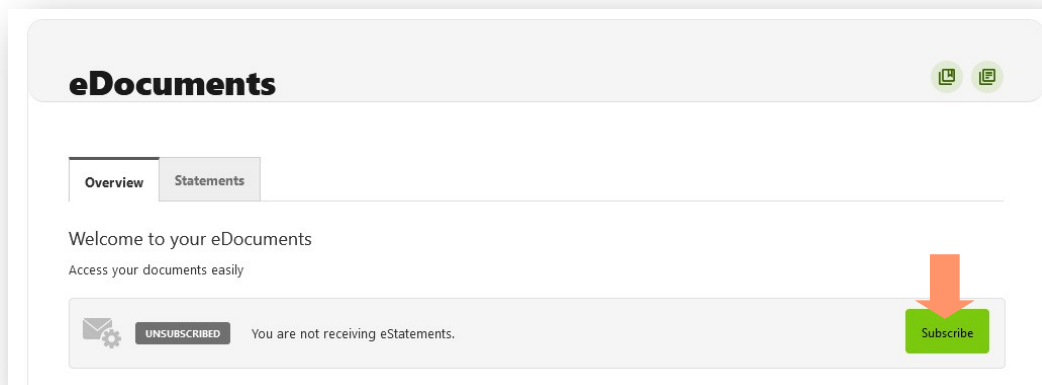 eDocuments
Overview Statements
Welcome to your eDocuments
Access your documents easily
UNSUBSCRIBED You are not receiving eStatements. Subscribe